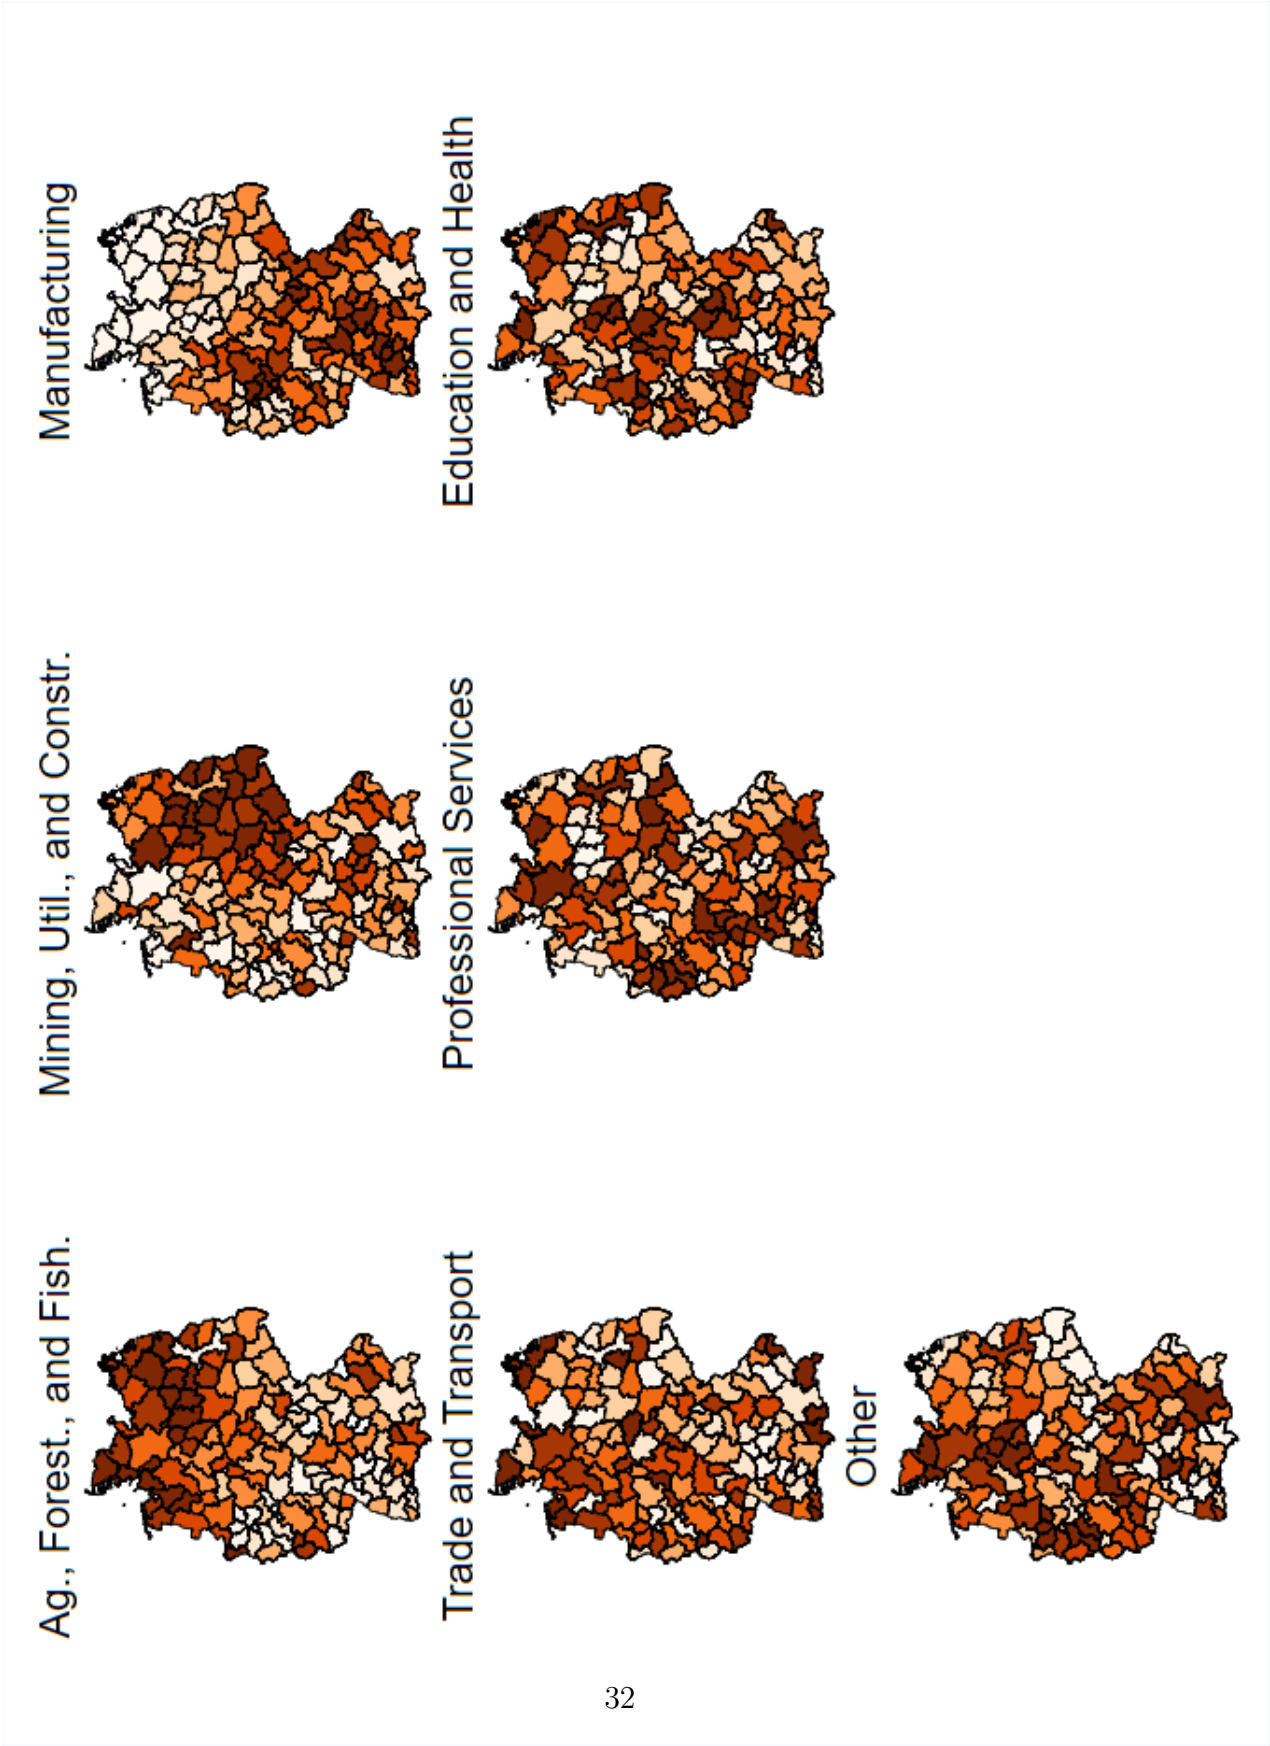 Ag., Forest., and Fish.
Mining, Util., and Constr.
Manufacturing
Trade and Transport
Professional Services
Education and Health
Other
32